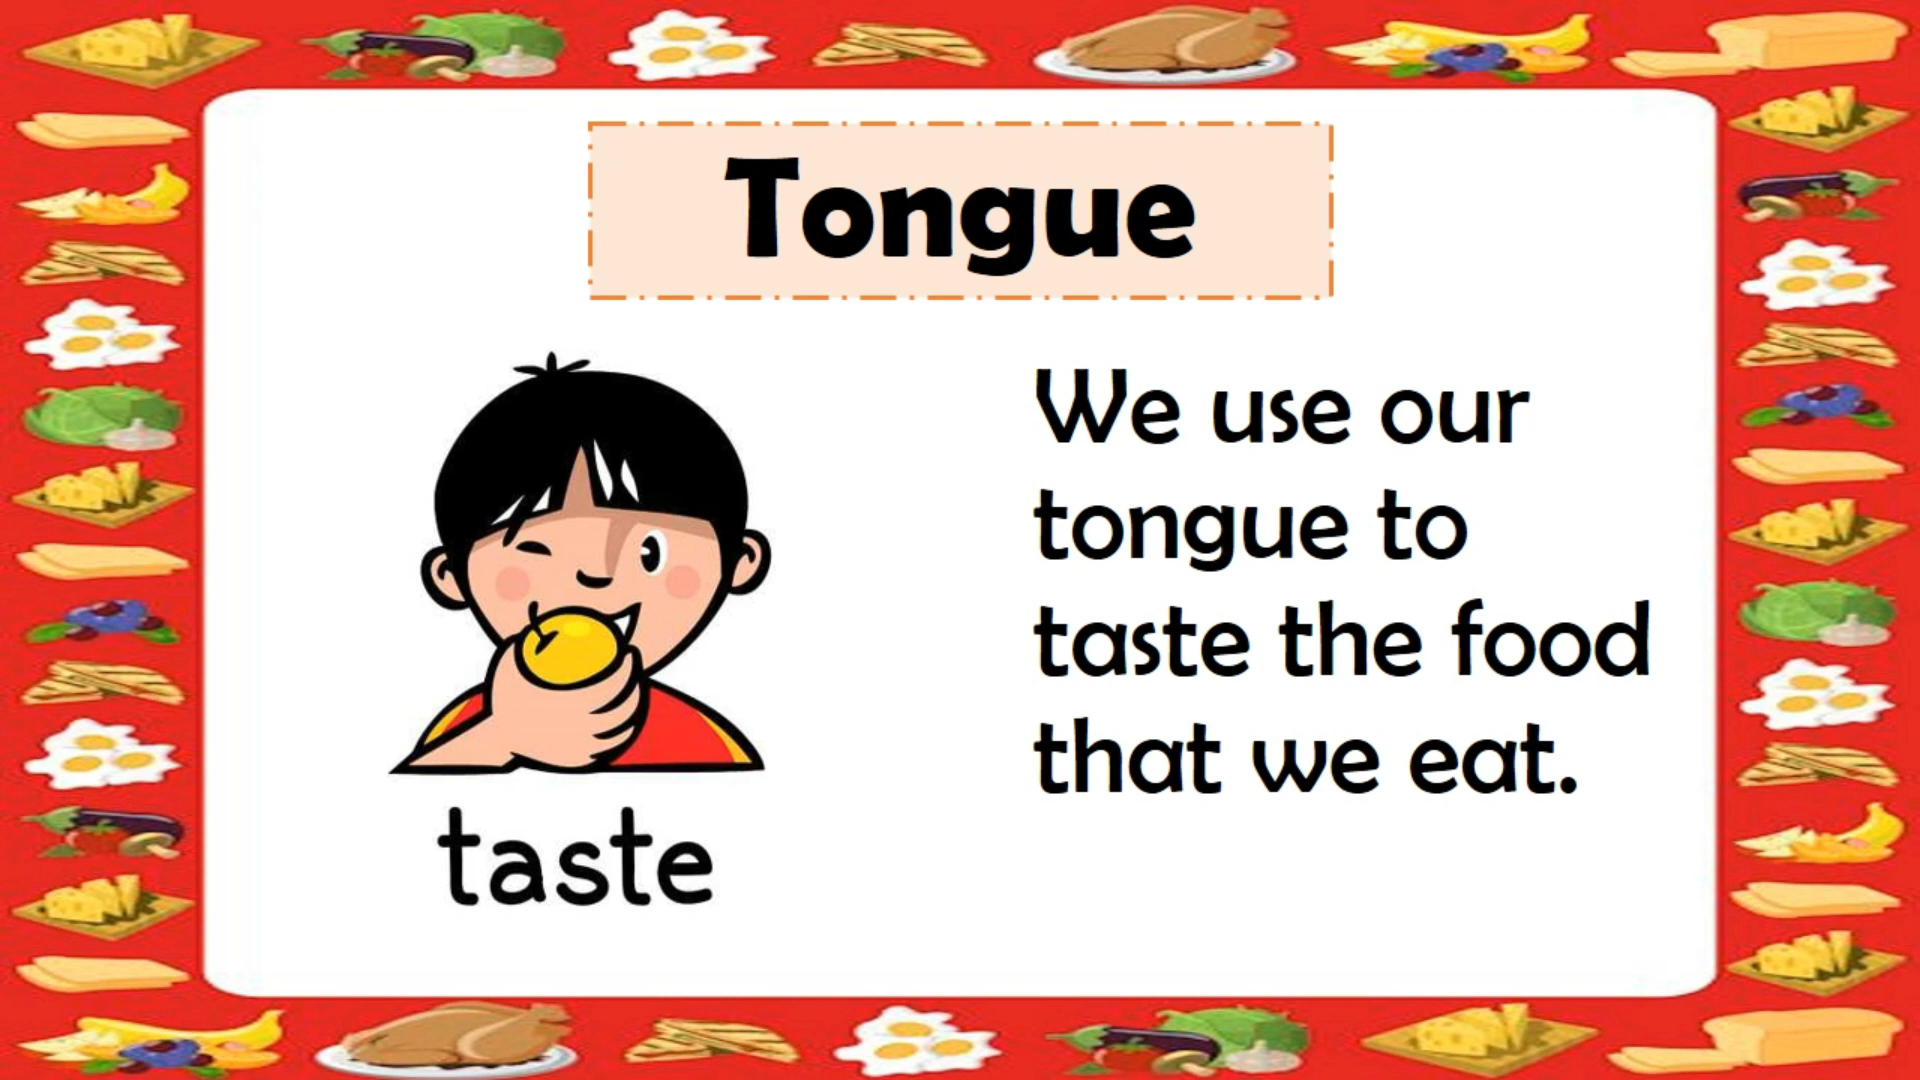 Tongue
We use our
tongue to
taste the food
that we eat.
taste